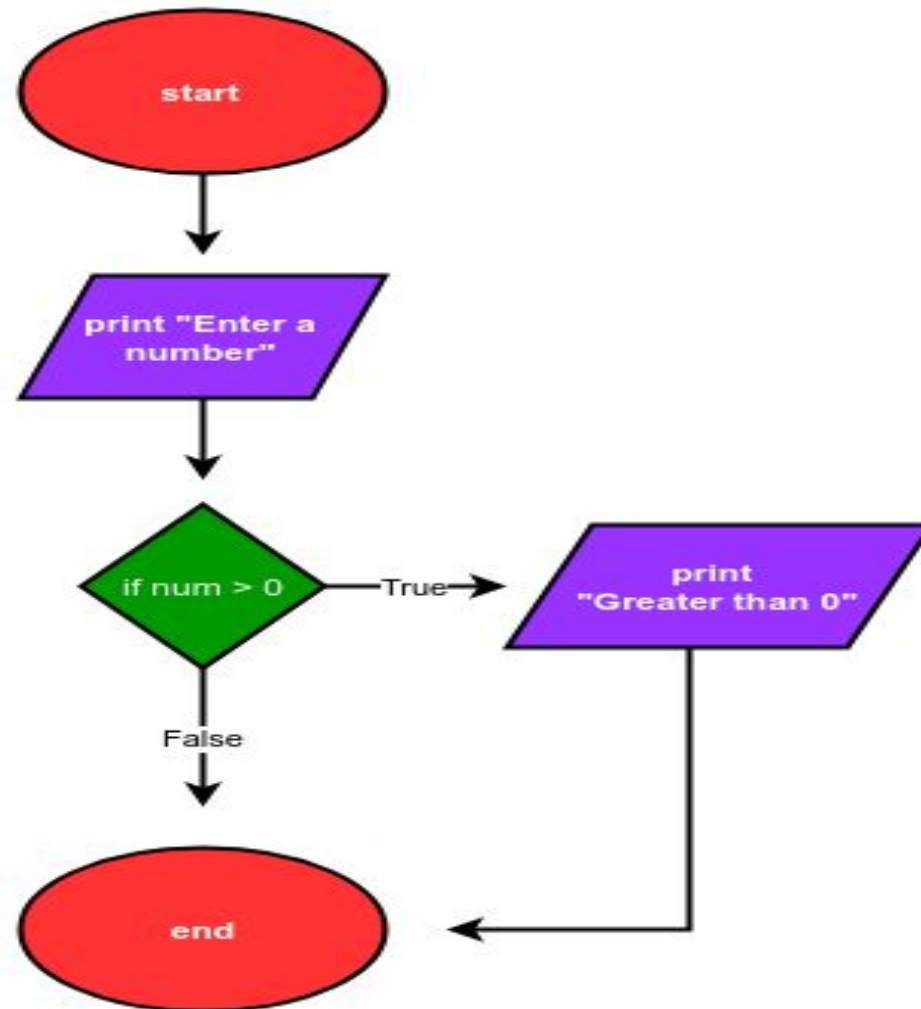 start
print "Enter a
number"
if num > 0
True
print
"Greater than 0"
False
end